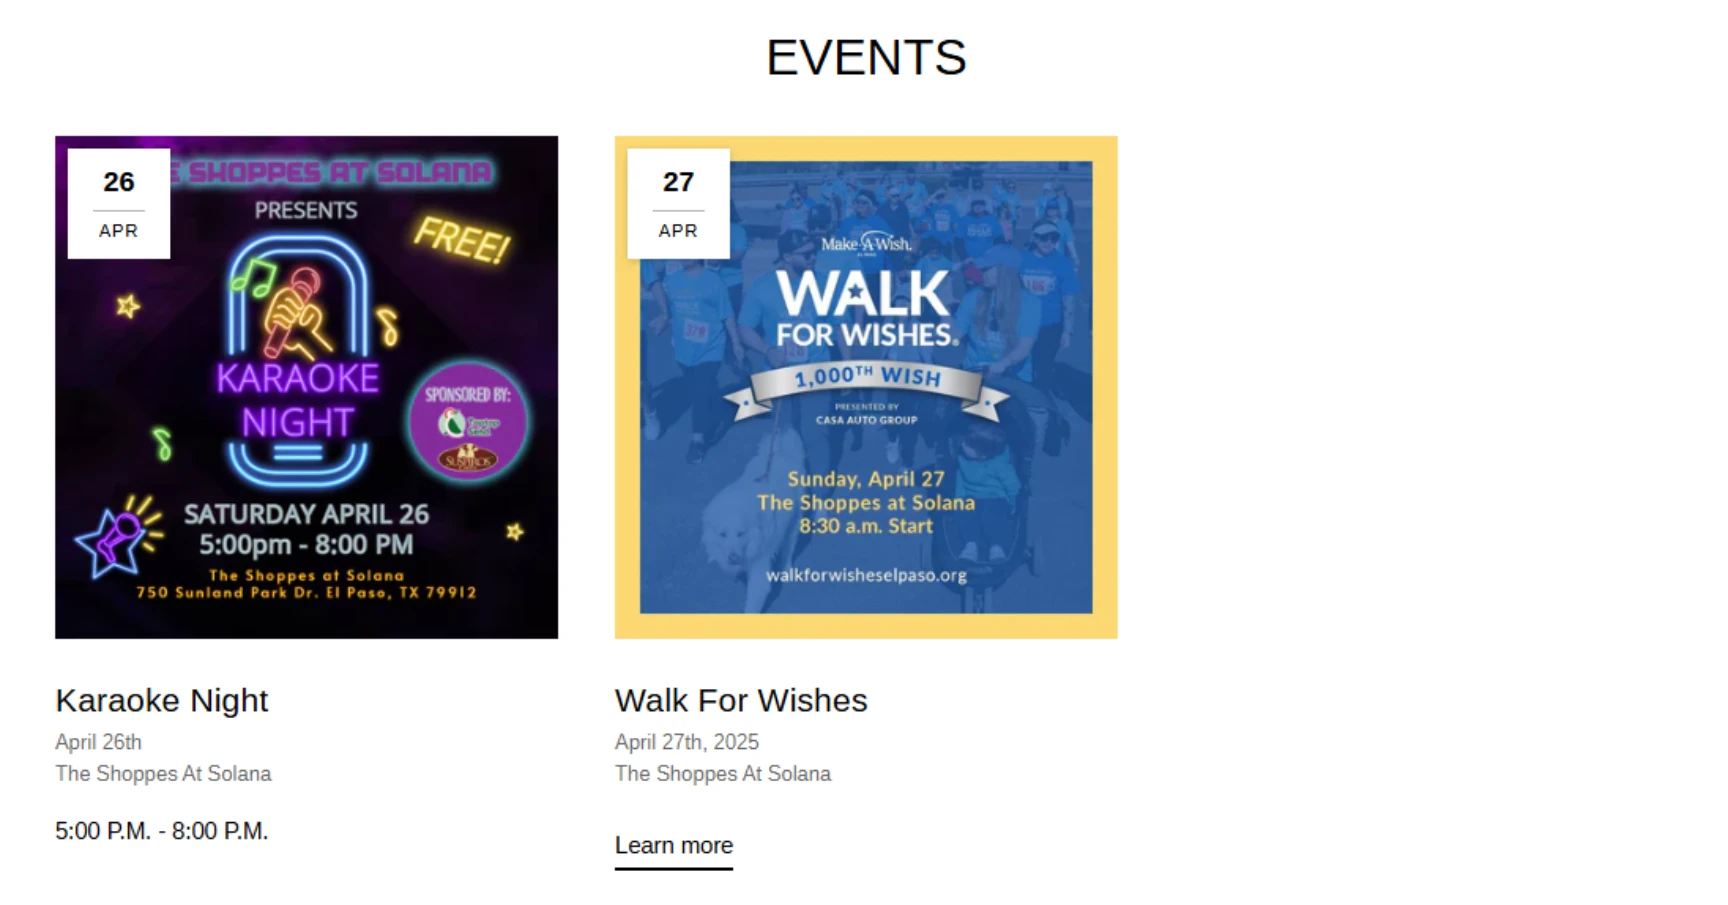 EVENTS
26
APR
E SHOPPES AT SOLANA
PRESENTS
FREE!
KARAOKE
NIGHT
SPONSORED BY:
SUSPIROS
SATURDAY APRIL 26
5:00pm - 8:00 PM
The Shoppes at Solana
750 Sunland Park Dr. El Paso, TX 79912
27
APR
Make-A-Wish.
WALK
FOR WISHES®
1,000TH WISH
PRESENTED BY
CASA AUTO GROUP
Sunday, April 27
The Shoppes at Solana
8:30 a.m. Start
walkforwisheselpaso.org
379
Karaoke Night
April 26th
The Shoppes At Solana
5:00 P.M. - 8:00 P.M.
Walk For Wishes
April 27th, 2025
The Shoppes At Solana
Learn more